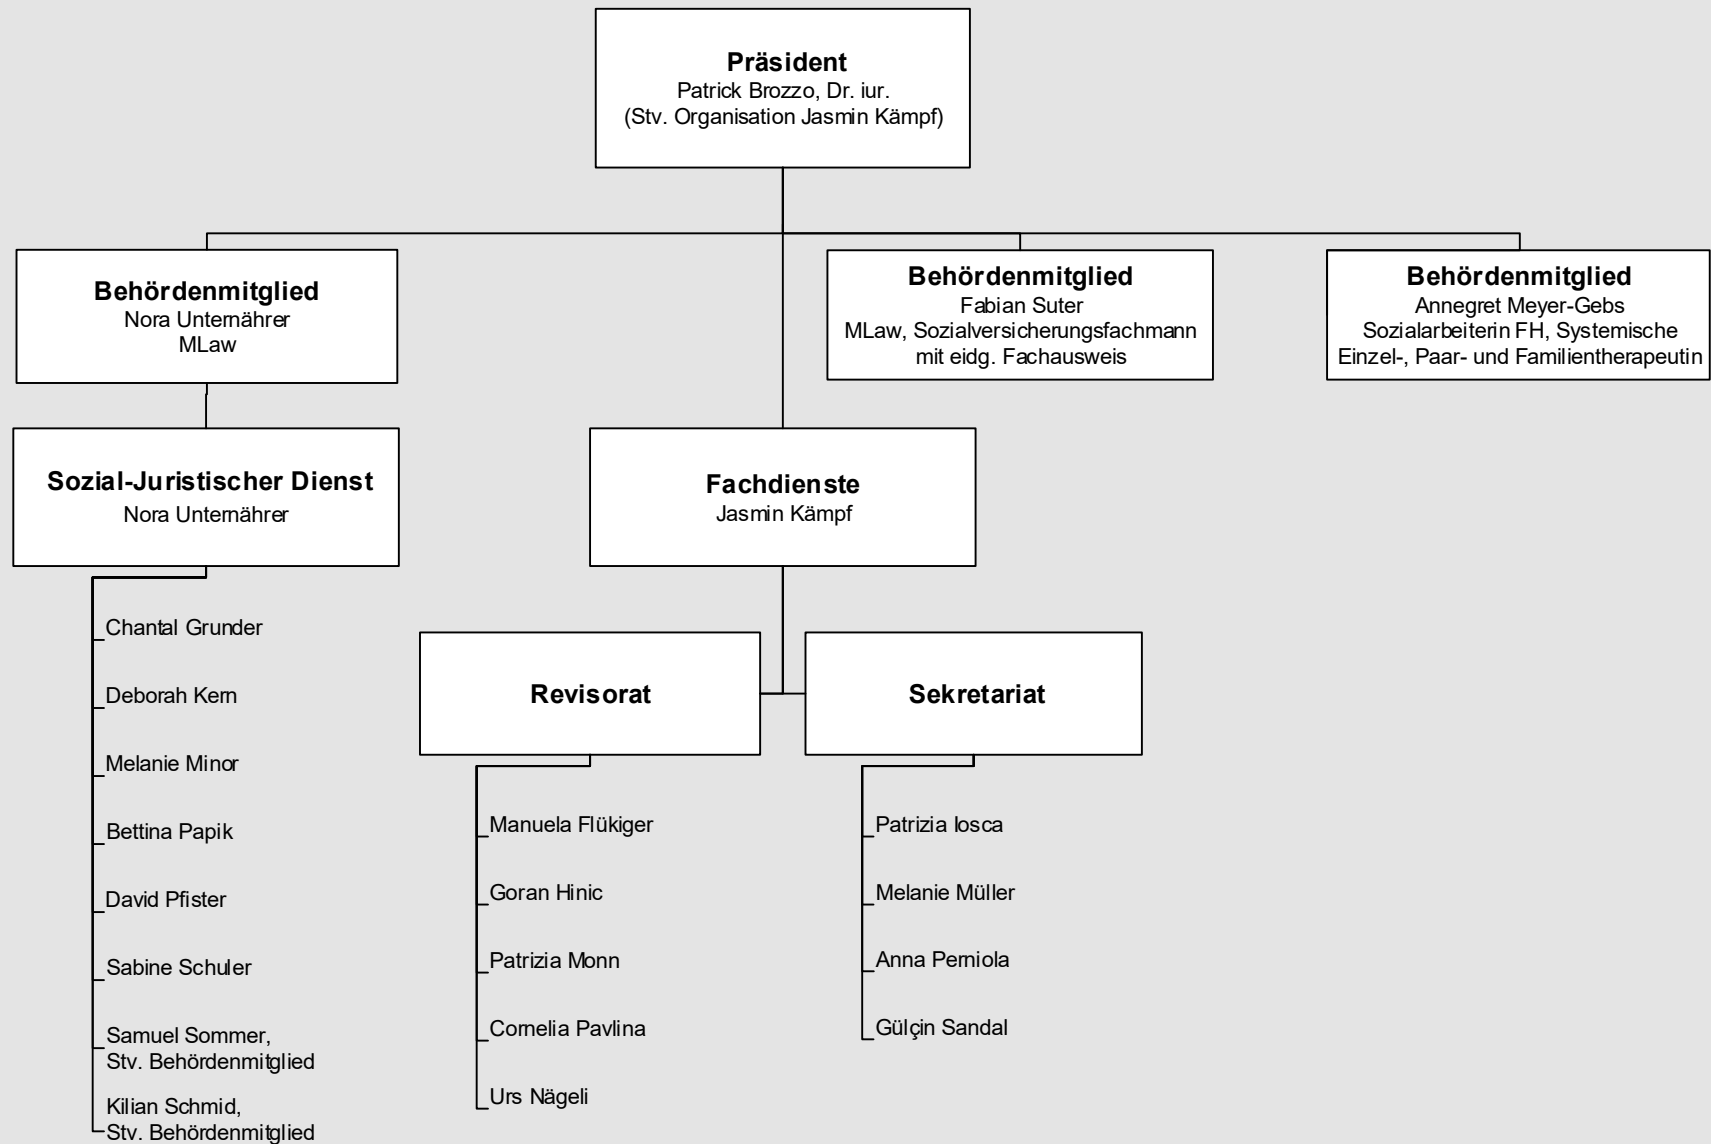 Präsident
Patrick Brozzo, Dr. iur.
(Stv. Organisation Jasmin Kämpf)
Behördenmitglied
Nora Unternährer
MLaw
Behördenmitglied
Fabian Suter
MLaw, Sozialversicherungsfachmann
mit eidg. Fachausweis
Behördenmitglied
Annegret Meyer-Gebs
Sozialarbeiterin FH, Systemische
Einzel-, Paar- und Familientherapeutin
Sozial-Juristischer Dienst
Nora Unternährer
Chantal Grunder
Deborah Kern
Melanie Minor
Bettina Papik
David Pfister
Sabine Schuler
Samuel Sommer,
Stv. Behördenmitglied
Kilian Schmid,
Stv. Behördenmitglied
Fachdienste
Jasmin Kämpf
Revisorat
Manuela Flükiger
Goran Hinic
Patrizia Monn
Cornelia Pavlina
Urs Nägeli
Sekretariat
Patrizia Iosca
Melanie Müller
Anna Perniola
Gülçin Sandal